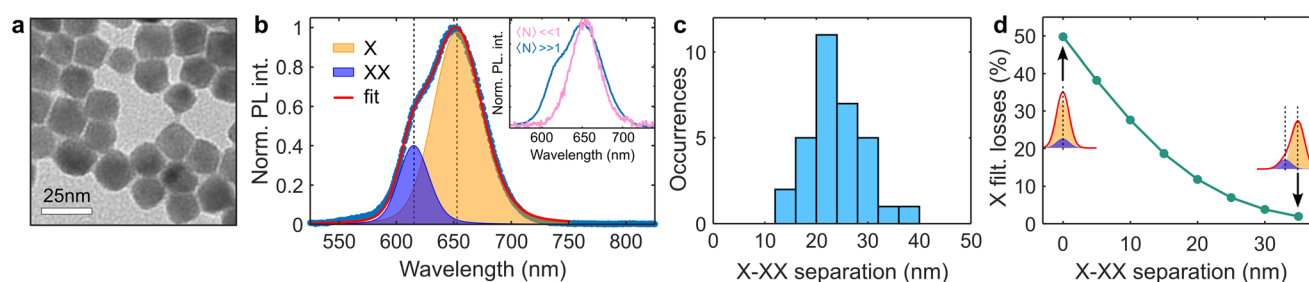 a
25nm
b
Norm. PL int.
1
0.8
0.6
0.4
0.2
0
X
XX
fit
550
600
650
700
750
800
Wavelength (nm)
⟨N⟩<<1
⟨N⟩>>1
Norm. PL. int.
600
650
700
Wavelength (nm)
c
Occurrences
10
5
0
0
10
20
30
40
50
X-XX separation (nm)
d
X filt. losses (%)
50
40
30
20
10
0
0
10
20
30
X-XX separation (nm)